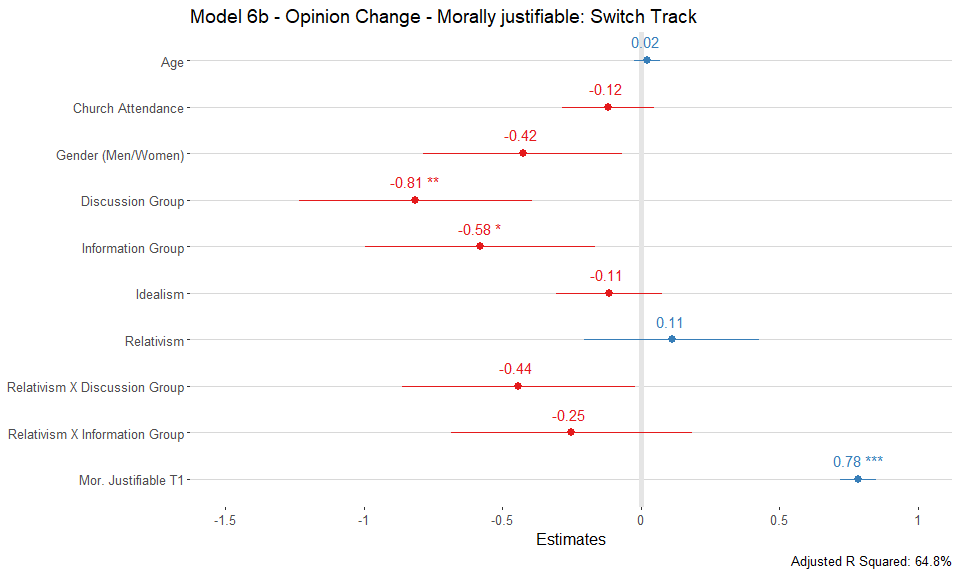 Model 6b - Opinion Change - Morally justifiable: Switch Track
Age
0.02
Church Attendance
-0.12
Gender (Men/Women)
-0.42
Discussion Group
-0.81 **
Information Group
-0.58 *
Idealism
-0.11
Relativism
0.11
Relativism X Discussion Group
-0.44
Relativism X Information Group
-0.25
Mor. Justifiable T1
0.78 ***
-1.5 -1 -0.5 0 0.5 1
Estimates
Adjusted R Squared: 64.8%